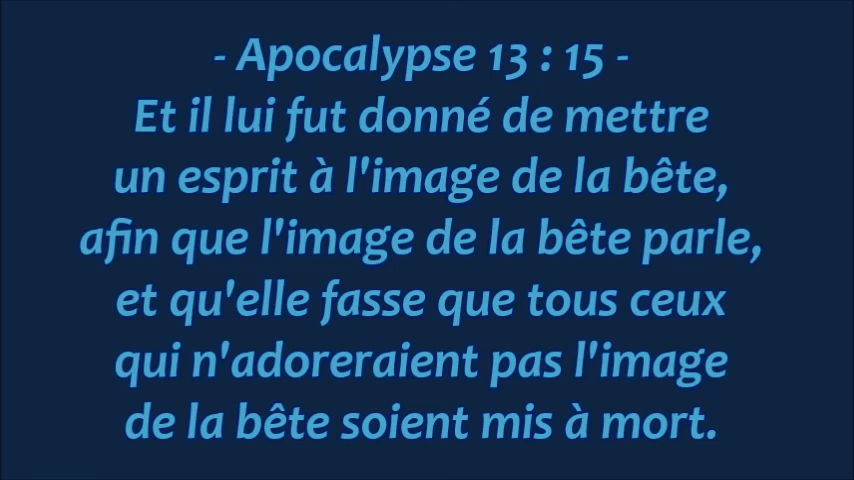 - Apocalypse 13 : 15 -
Et il lui fut donné de mettre
un esprit à l'image de la bête,
afin que l'image de la bête parle,
et qu'elle fasse que tous ceux
qui n'adoreraient pas l'image
de la bête soient mis à mort.